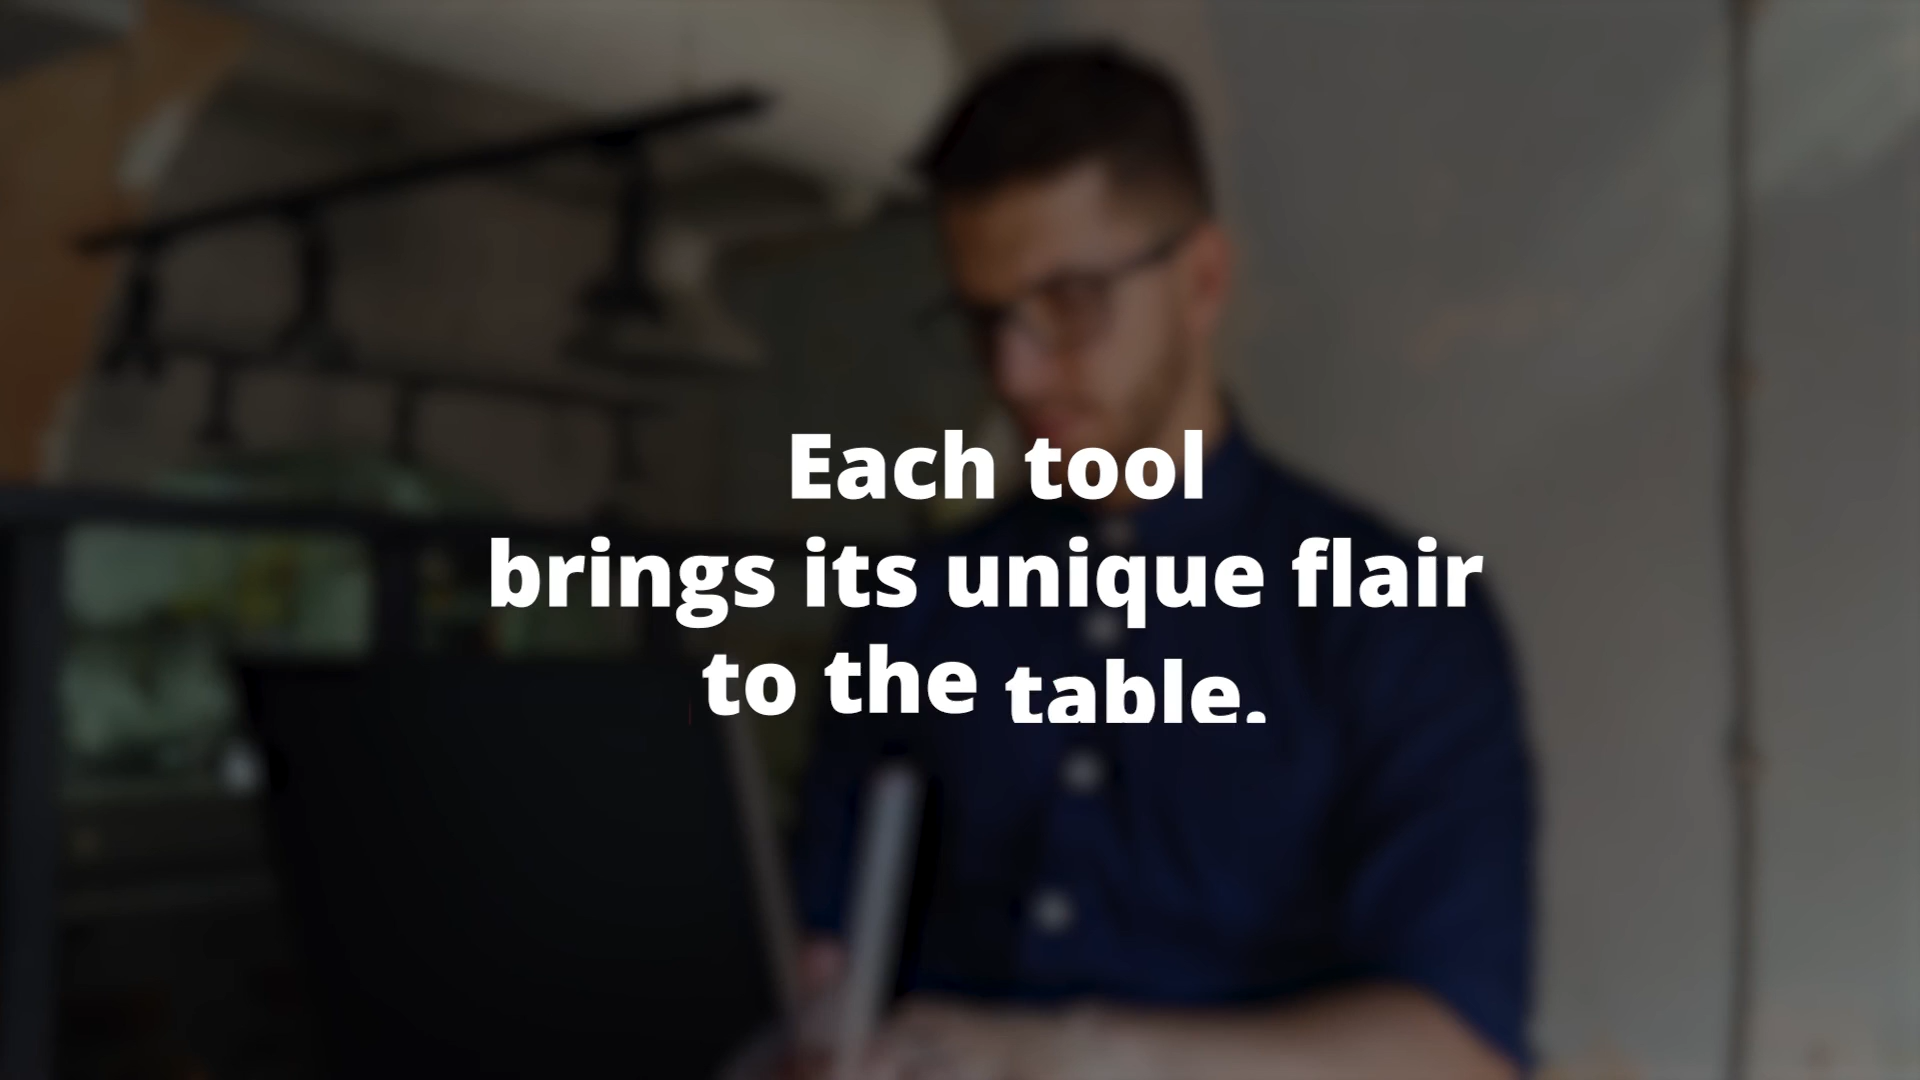 Each tool
brings its unique flair
to the table.